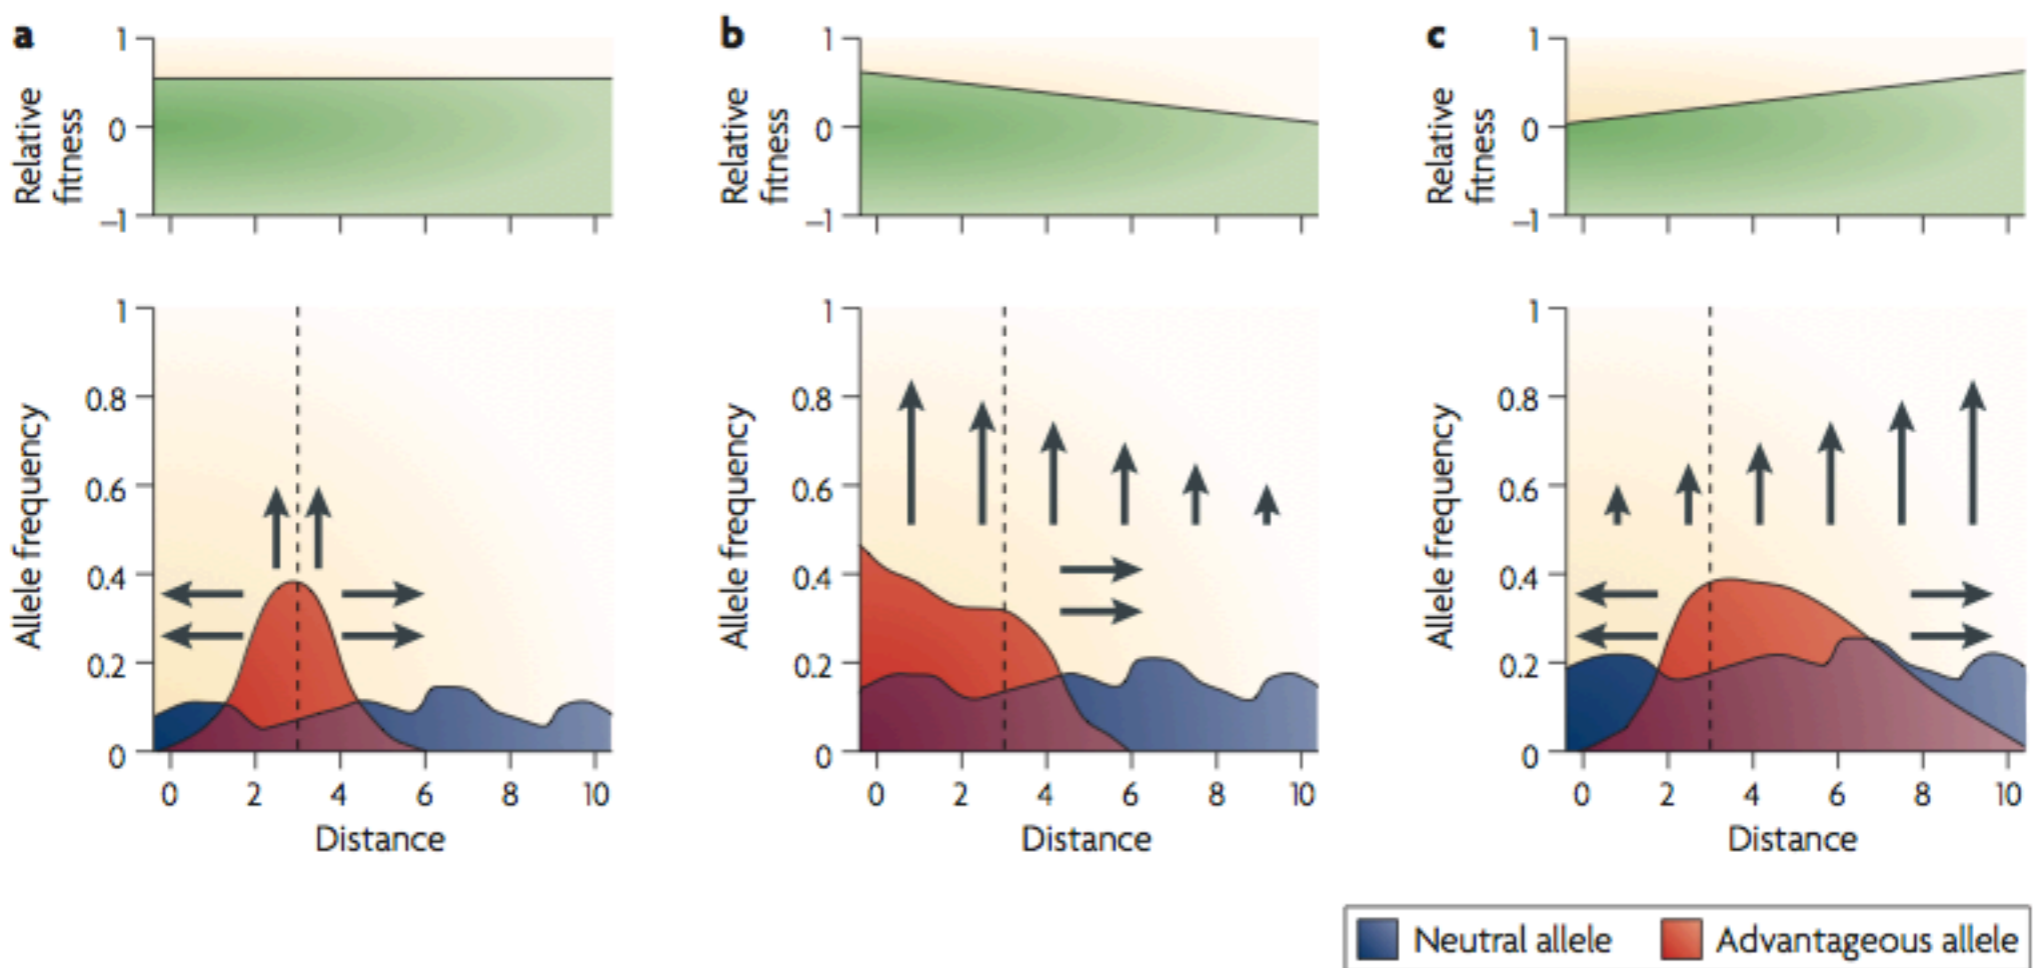 a
1
0
–1
Relative
fitness
b
1
0
–1
Relative
fitness
c
1
0
–1
Relative
fitness
1
0.8
0.6
0.4
0.2
0
Allele frequency
0 2 4 6 8 10
Distance
1
0.8
0.6
0.4
0.2
0
Allele frequency
0 2 4 6 8 10
Distance
1
0.8
0.6
0.4
0.2
0
Allele frequency
0 2 4 6 8 10
Distance
Neutral allele Advantageous allele